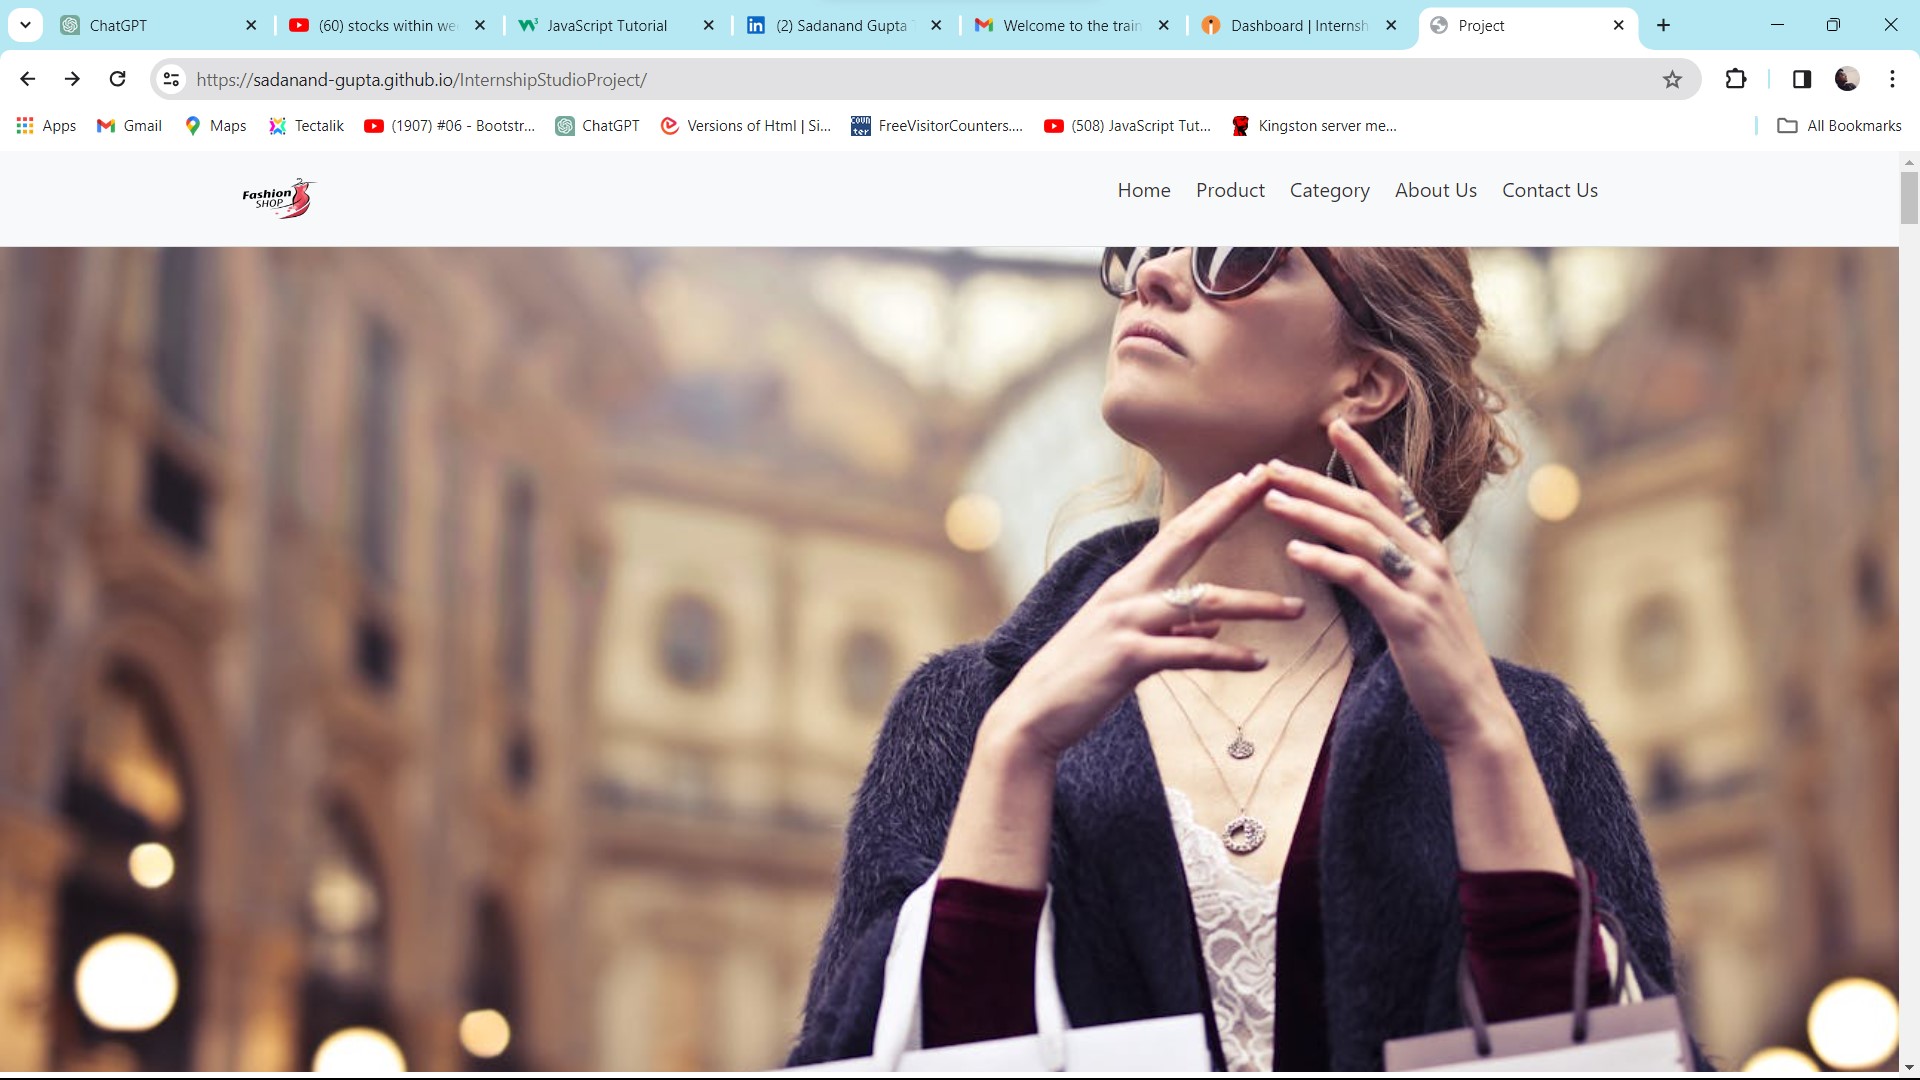 ChatGPT
(60) stocks within we
JavaScript Tutorial
(2) Sadanand Gupta
Welcome to the train
Dashboard | Internsh
Project
https://sadanand-gupta.github.io/InternshipStudioProject/
Apps
Gmail
Maps
Tectalik
(1907) #06 - Bootstr...
ChatGPT
Versions of Html | Si...
FreeVisitorCounters....
(508) JavaScript Tut...
Kingston server me...
All Bookmarks
Fashion
SHOP
Home
Product
Category
About Us
Contact Us